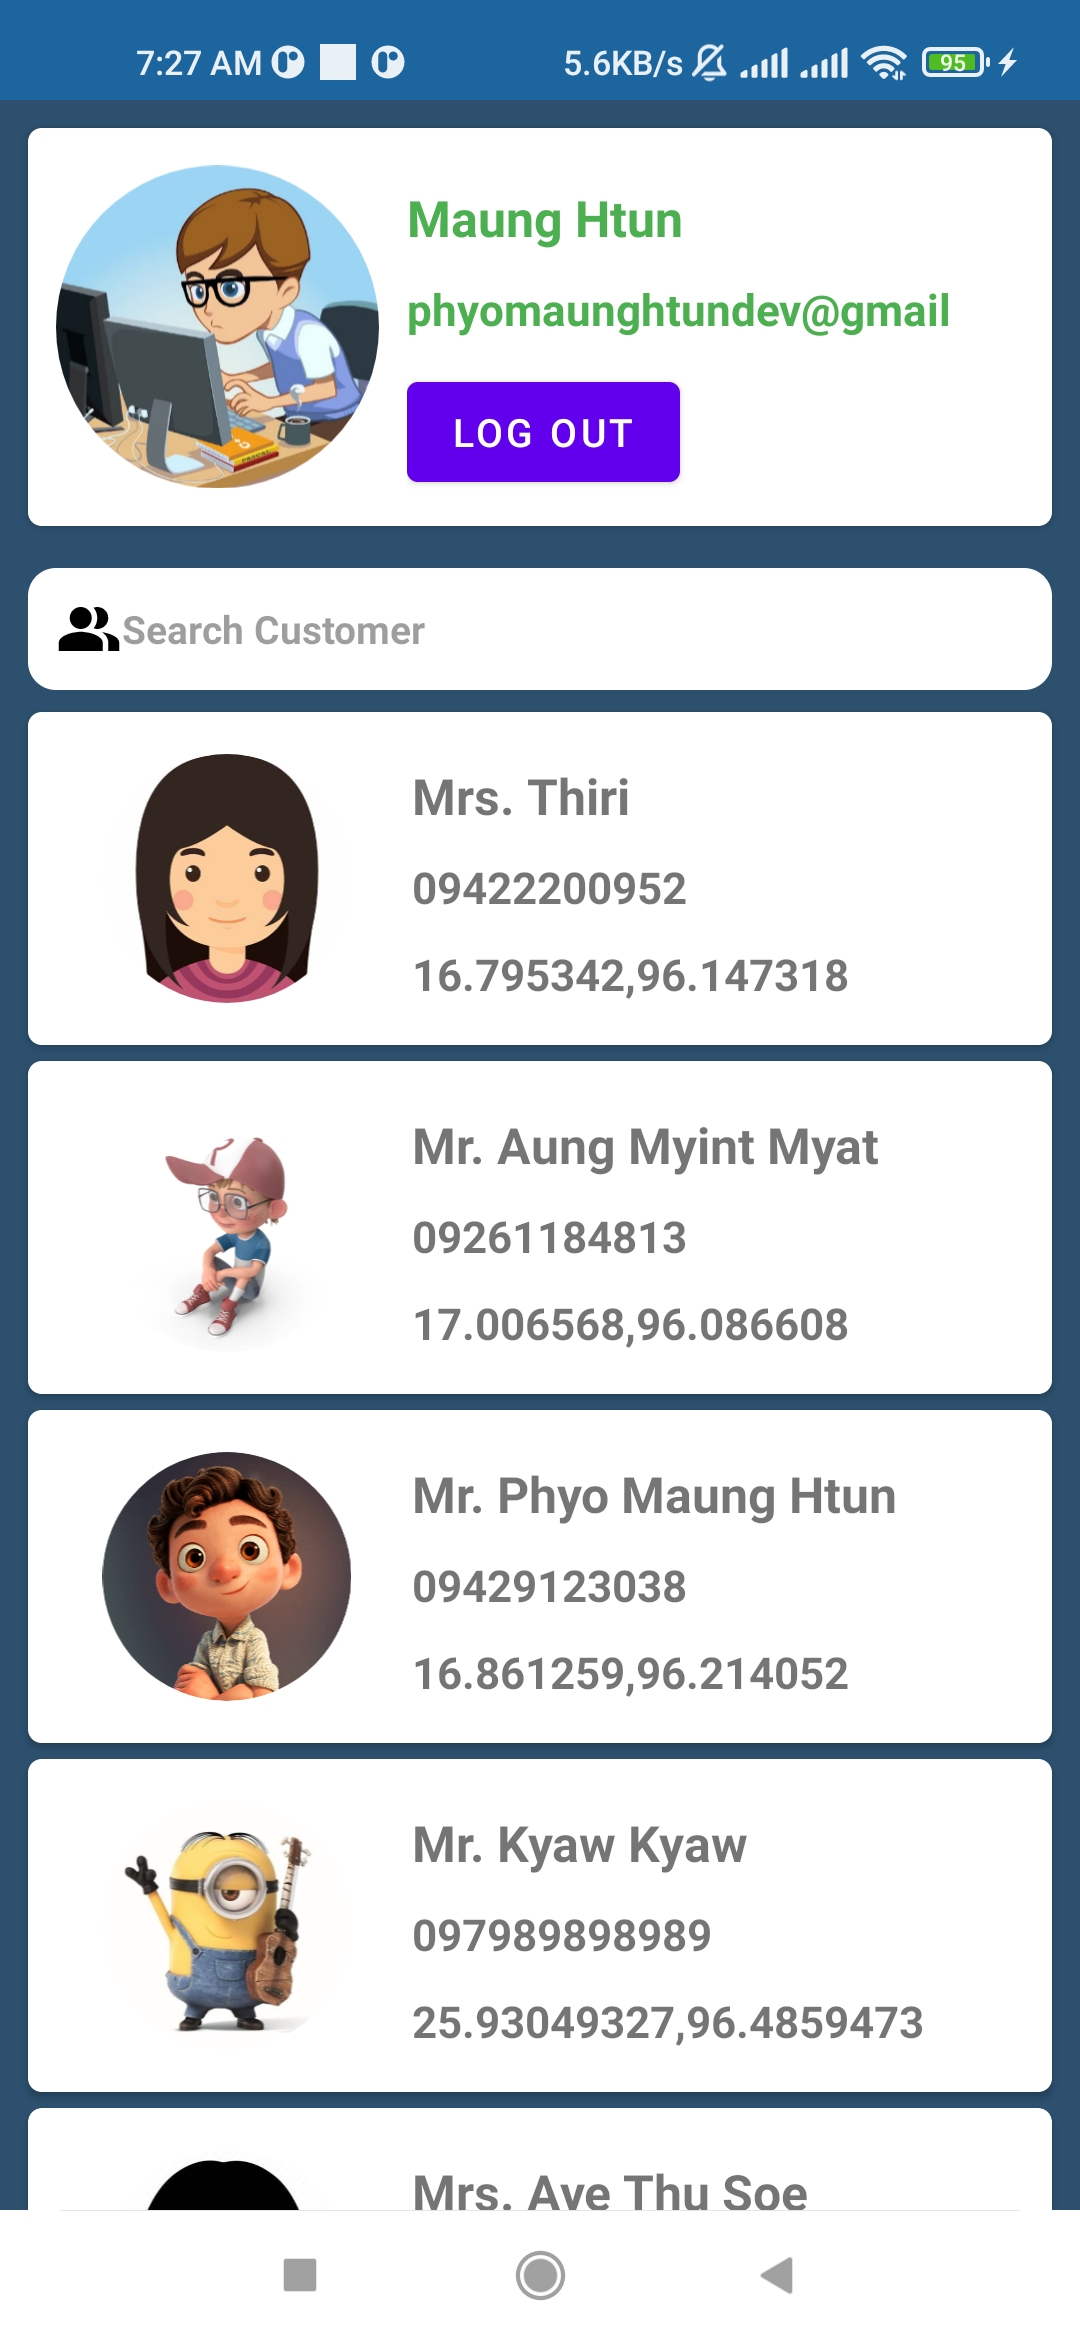 7:27 AM 5.6KB/s 95
Maung Htun
phyomaunghtundev@gmail
LOG OUT
Search Customer
Mrs. Thiri
09422200952
16.795342,96.147318
Mr. Aung Myint Myat
09261184813
17.006568,96.086608
Mr. Phyo Maung Htun
09429123038
16.861259,96.214052
Mr. Kyaw Kyaw
097989898989
25.93049327,96.4859473
Mrs. Aye Thu Soe